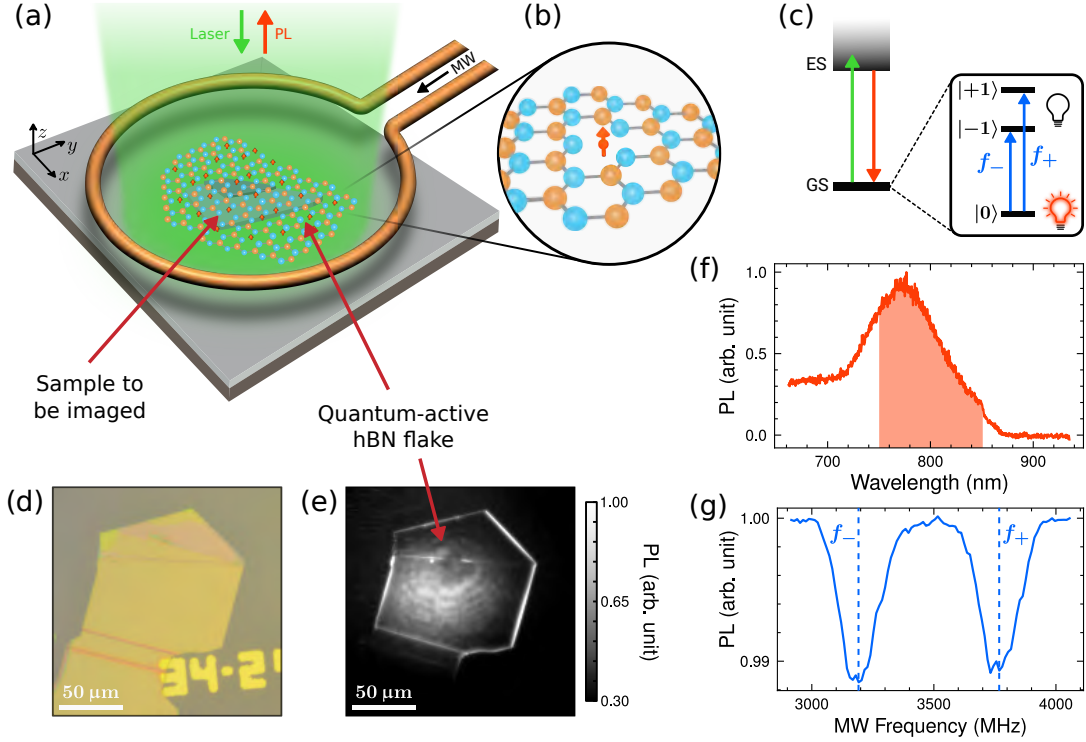 (a)
Laser
PL
MW
z
y
x
Sample to
be imaged
Quantum-active
hBN flake
(b)
(c)
ES
GS
|+1⟩
|−1⟩
f−
f+
|0⟩
(d)
34-2
50 μm
(e)
50 μm
1.00
0.65
0.30
PL (arb. unit)
(f)
PL (arb. unit)
1.0
0.5
0.0
700
800
900
Wavelength (nm)
(g)
PL (arb. unit)
1.00
0.99
f−
f+
3000
3500
4000
MW Frequency (MHz)